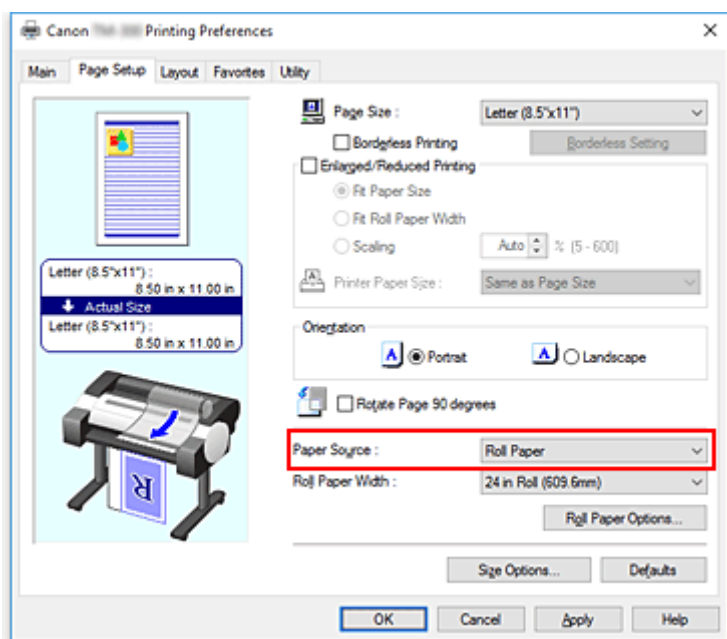 Canon Printing Preferences
Main Page Setup Layout Favorites Utility
Page Size : Letter (8.5"x11")
Borderless Printing Borderless Setting
Enlarged/Reduced Printing
Fit Paper Size
Fit Roll Paper Width
Scaling Auto % (5 - 600)
Printer Paper Size : Same as Page Size
Letter (8.5"x11") :
8.50 in x 11.00 in
Actual Size
Letter (8.5"x11") :
8.50 in x 11.00 in
Orientation
A Portrait A Landscape
Rotate Page 90 degrees
Paper Source : Roll Paper
Roll Paper Width : 24 in Roll (609.6mm)
R
Roll Paper Options...
Size Options... Defaults
OK Cancel Apply Help